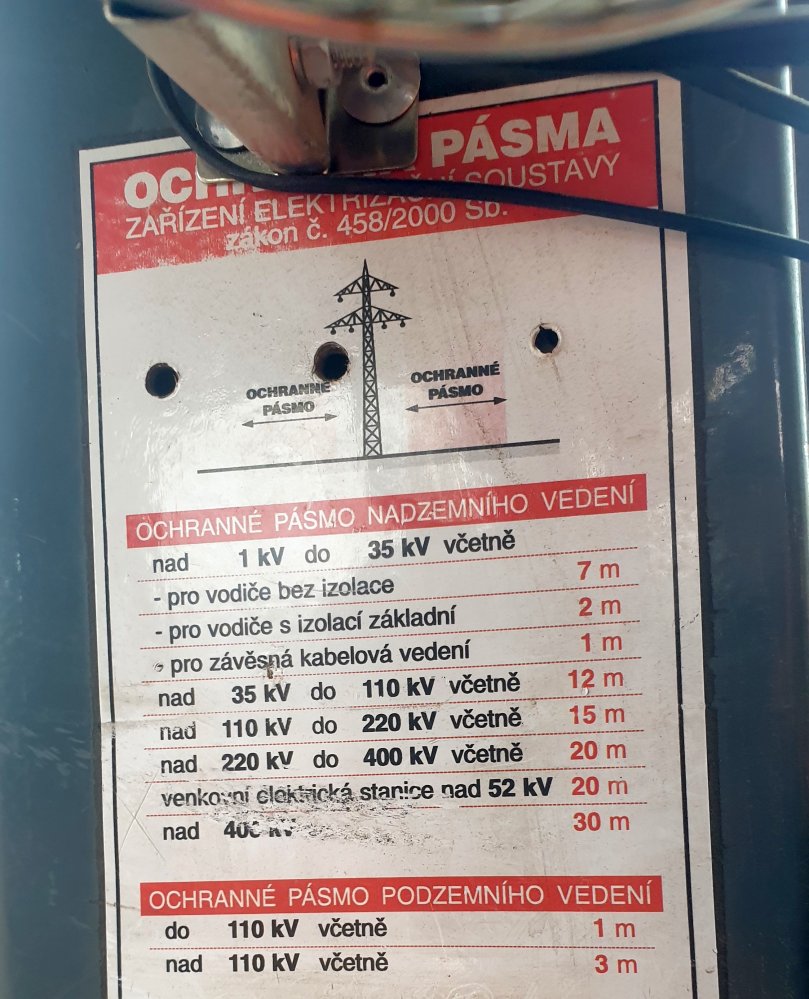 PÁSMA
ZAŘÍZENÍ SOUSTAVY
zákon č. 458/2000 Sb.
OCHRANNÉ
PÁSMO
OCHRANNÉ
PÁSMO
OCHRANNÉ PÁSMO NADZEMNÍHO VEDENÍ
nad 1 kV do 35 kV včetně
- pro vodiče bez izolace 7 m
- pro vodiče s izolací základní 2 m
- pro závěsná kabelová vedení 1 m
nad 35 kV do 110 kV včetně 12 m
nad 110 kV do 220 kV včetně 15 m
nad 220 kV do 400 kV včetně 20 m
venkovní elektrická stanice nad 52 kV 20 m
nad 400 kV 30 m
OCHRANNÉ PÁSMO PODZEMNÍHO VEDENÍ
do 110 kV včetně 1 m
nad 110 kV včetně 3 m